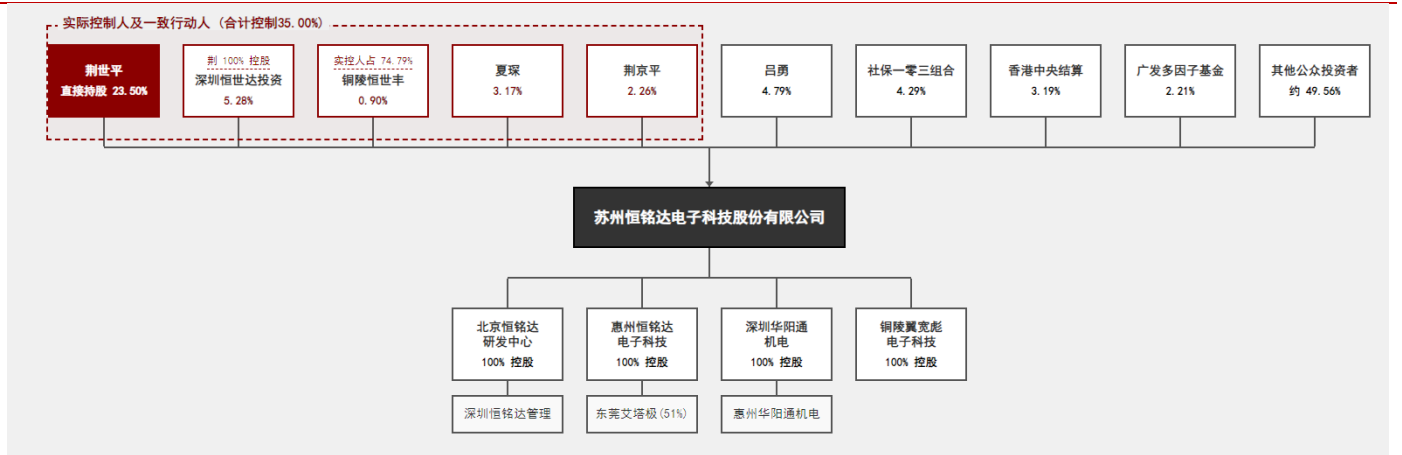 实际控制人及一致行动人 (合计控制35.00%)
荆世平
直接持股 23.50%
荆 100% 控股
深圳恒世达投资
5.28%
实控人占 74.79%
铜陵恒世丰
0.90%
夏琛
3.17%
荆京平
2.26%
吕勇
4.79%
社保一零三组合
4.29%
香港中央结算
3.19%
广发多因子基金
2.21%
其他公众投资者
约 49.56%
苏州恒铭达电子科技股份有限公司
北京恒铭达
研发中心
100% 控股
惠州恒铭达
电子科技
100% 控股
深圳华阳通
机电
100% 控股
铜陵翼宽彪
电子科技
100% 控股
深圳恒铭达管理
东莞艾塔极(51%)
惠州华阳通机电